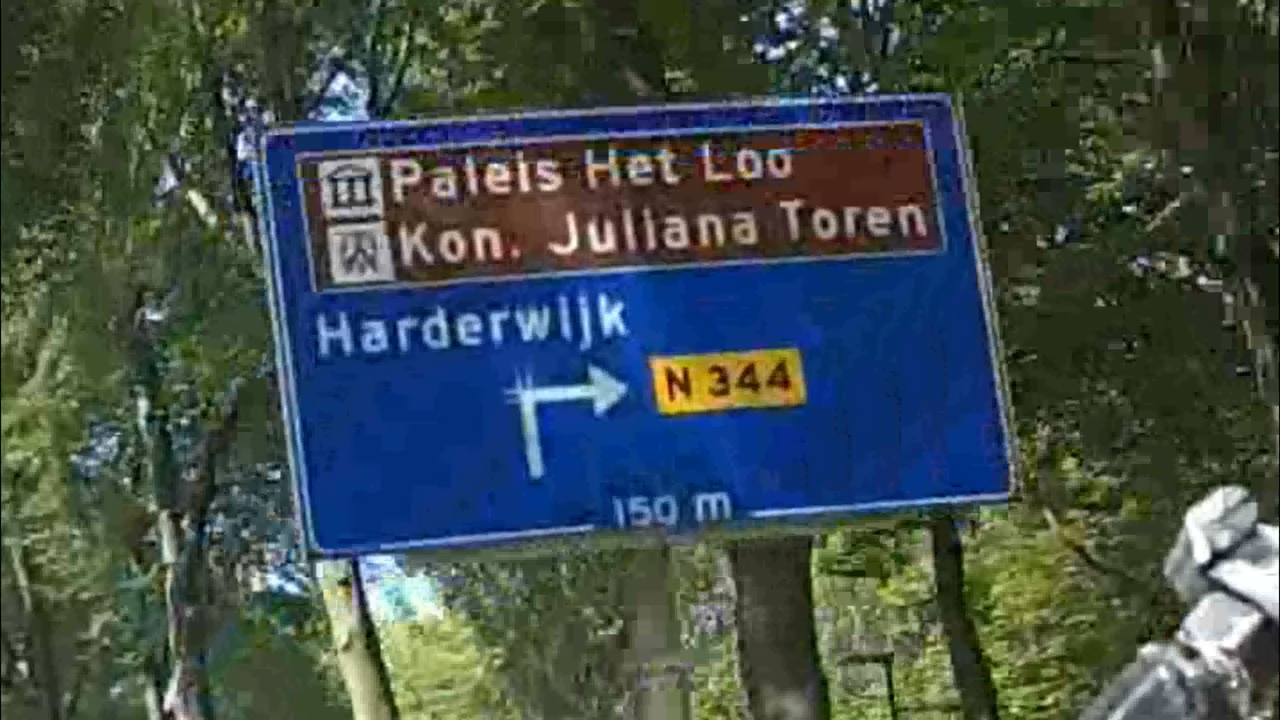 Paleis Het Loo
Kon. Juliana Toren
Harderwijk
N 344
150 m